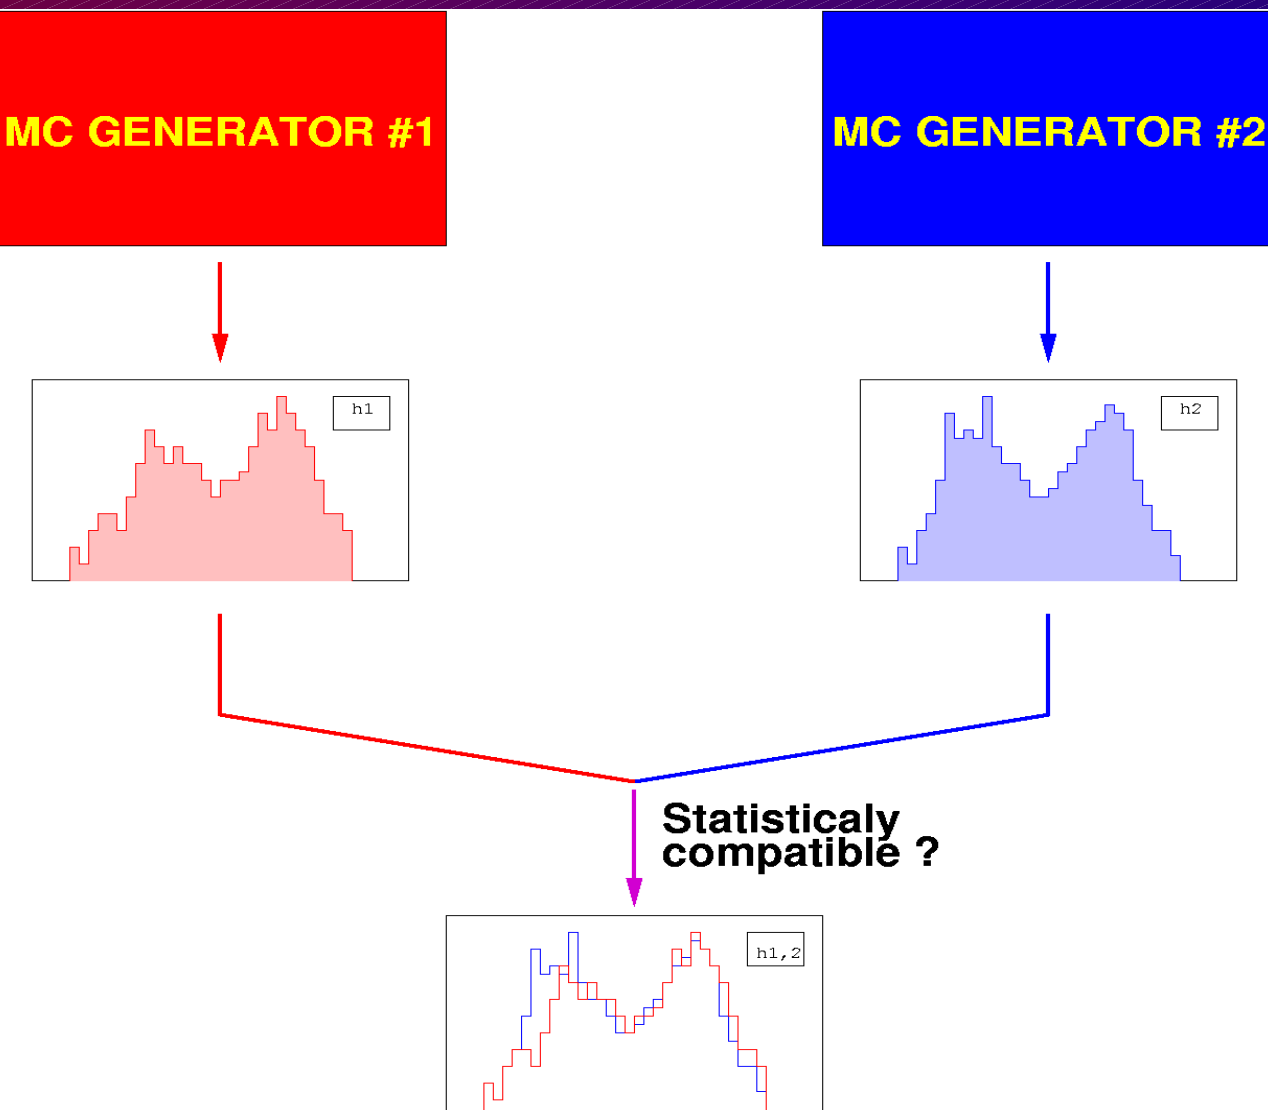 MC GENERATOR #1
MC GENERATOR #2
h1
h2
Statisticaly
compatible ?
h1,2